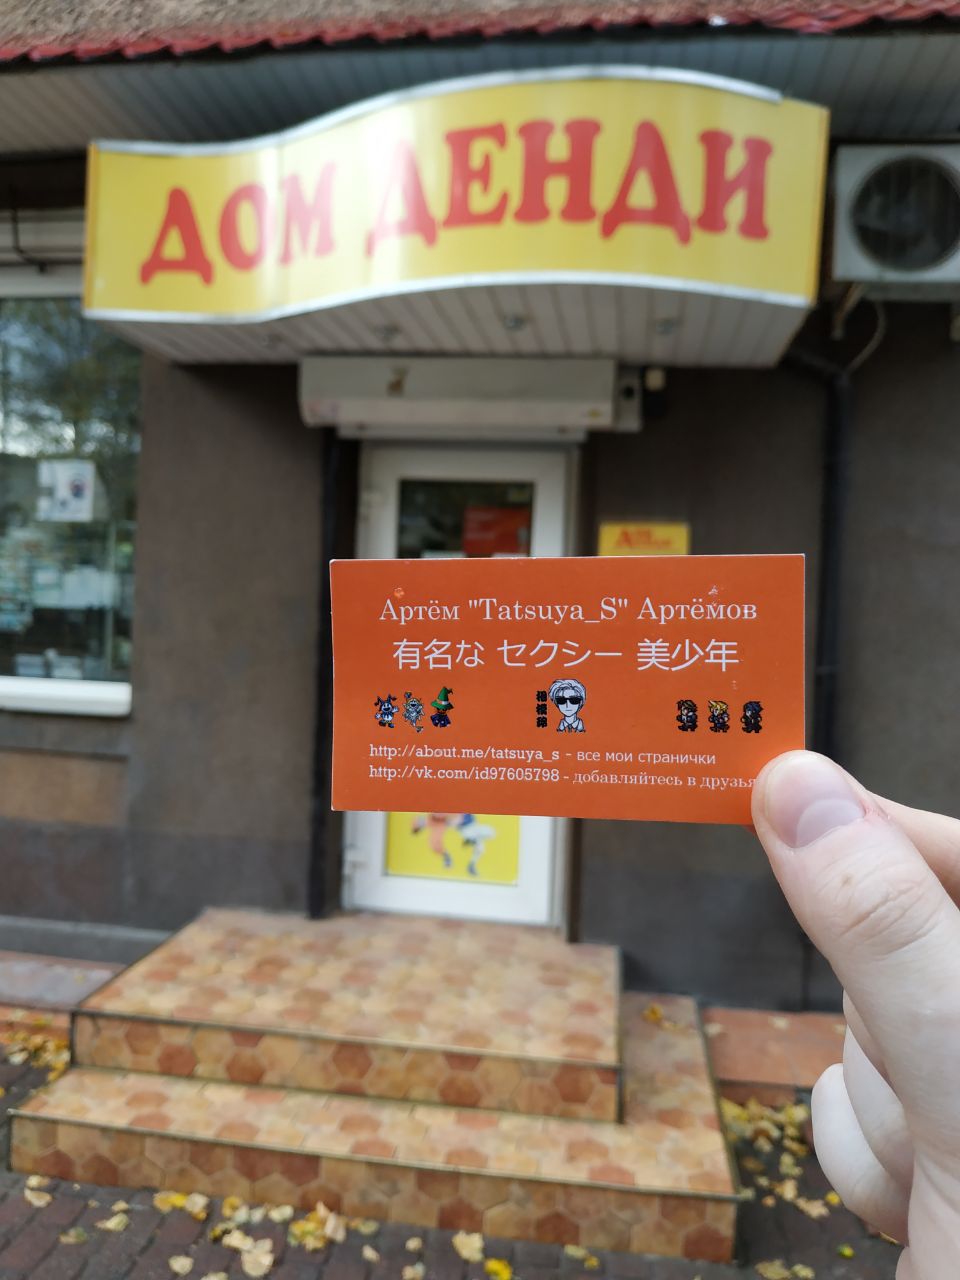 ДОМ ДЕНДИ
Артём "Tatsuya_S" Артёмов
有名な セクシー 美少年
http://about.me/tatsuya_s - все мои странички
http://vk.com/id97605798 - добавляйтесь в друзья